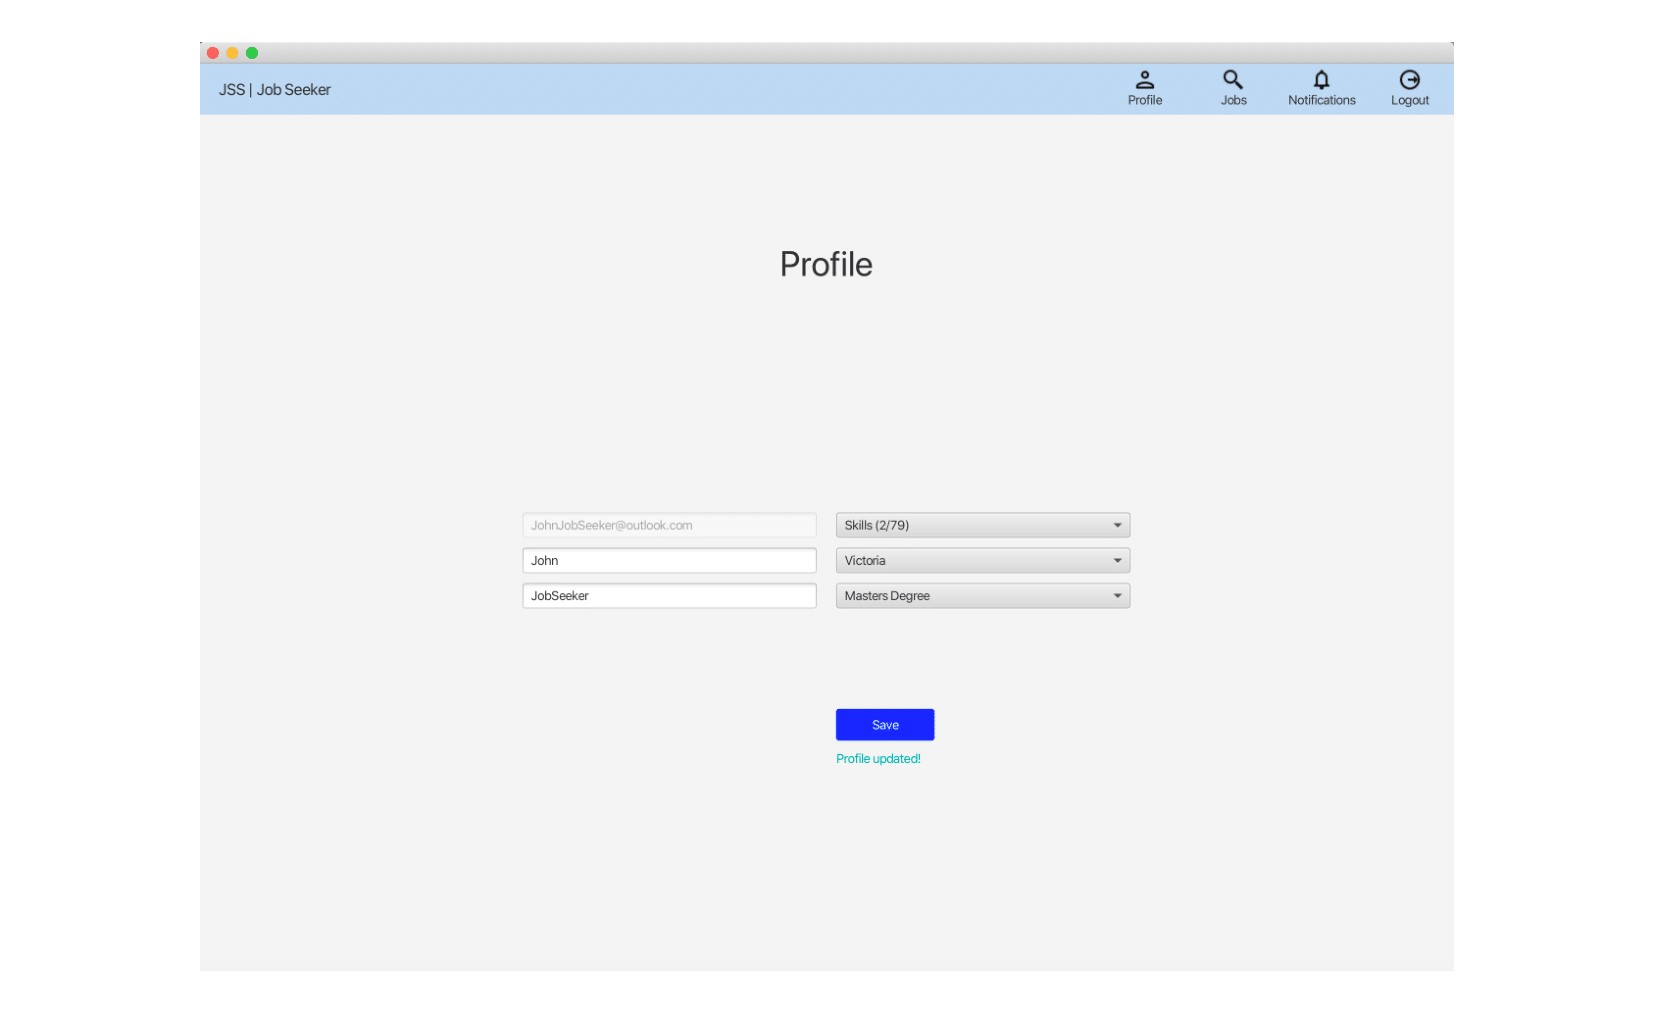 JSS | Job Seeker
Profile
Jobs
Notifications
Logout
Profile
JohnJobSeeker@outlook.com
Skills (2/79)
John
Victoria
JobSeeker
Masters Degree
Save
Profile updated!